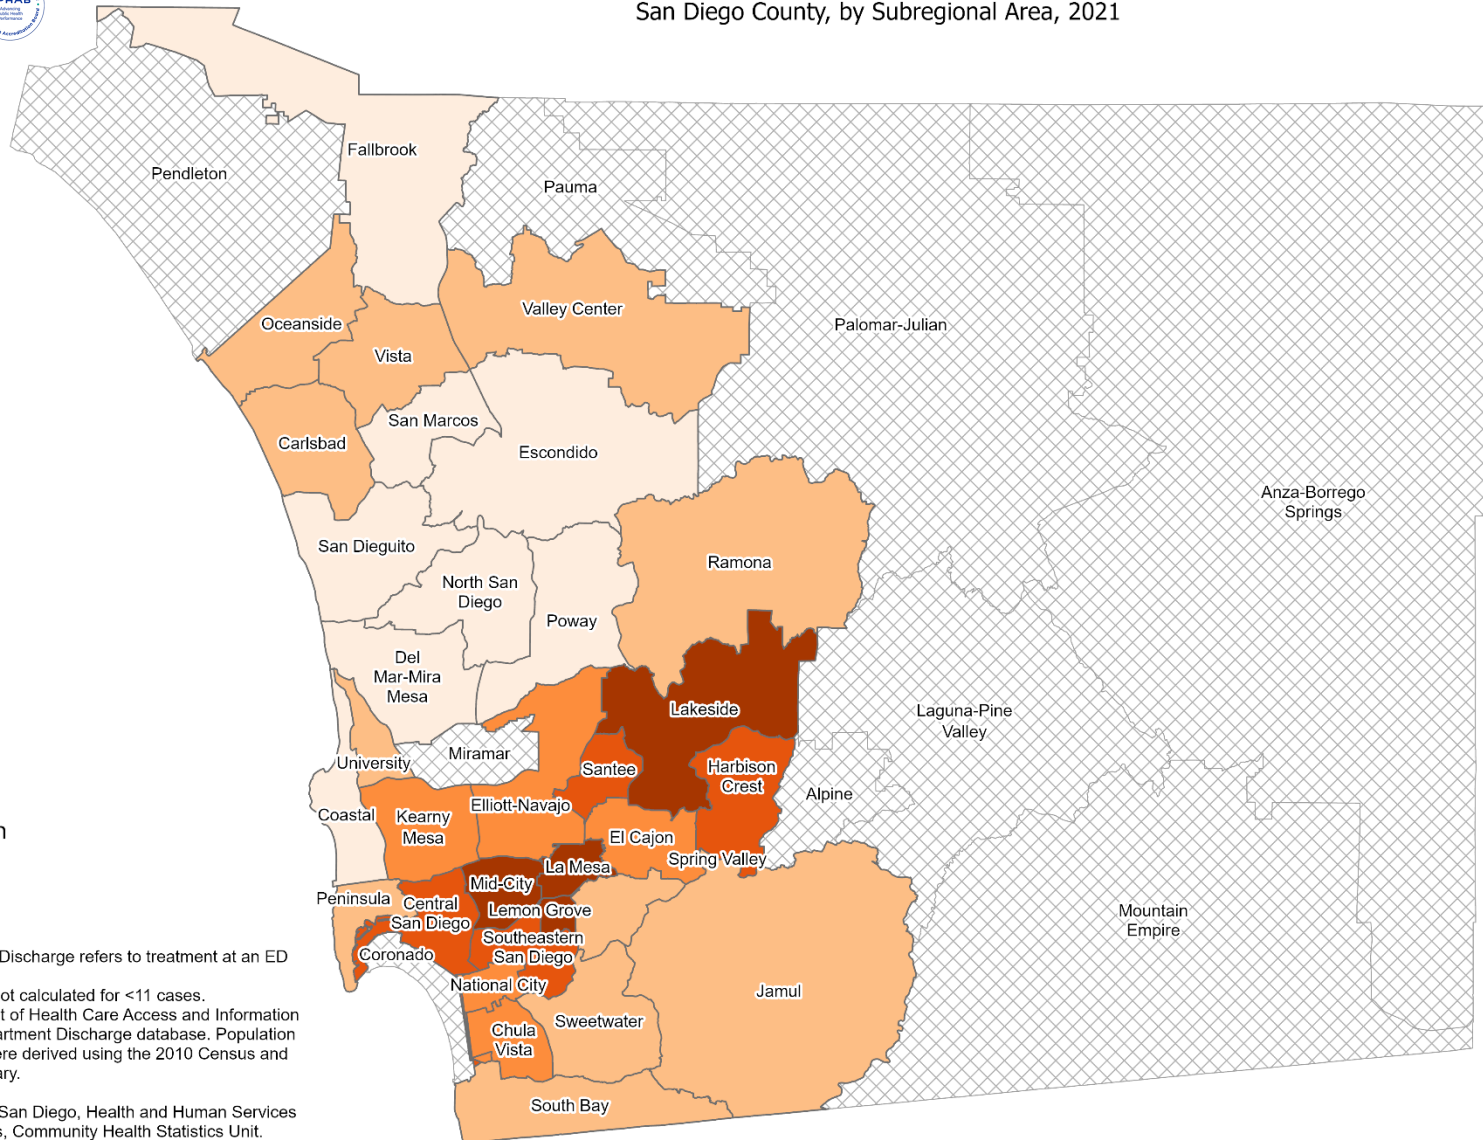 San Diego County, by Subregional Area, 2021
Advancing
Fallbrook
Pendleton
Pauma
Valley Center
Oceanside
Palomar-Julian
Vista
San Marcos
Carlsbad
Escondido
Anza-Borrego
Springs
San Dieguito
Ramona
North San
Diego
Poway
Del
Mar-Mira
Mesa
Lakeside
Laguna-Pine
Valley
Miramar
University
Santee
Harbison
Crest
Alpine
Elliott-Navajo
Coastal
Kearny
Mesa
El Cajon
Spring Valley
La Mesa
Mid-City
Peninsula
Central
San Diego
Lemon Grove
Mountain
Empire
Southeastern
San Diego
Coronado
National City
Jamul
Sweetwater
Chula
Vista
South Bay
n
Discharge refers to treatment at an ED
ot calculated for <11 cases.
t of Health Care Access and Information
artment Discharge database. Population
ere derived using the 2010 Census and
ary.
San Diego, Health and Human Services
s, Community Health Statistics Unit.